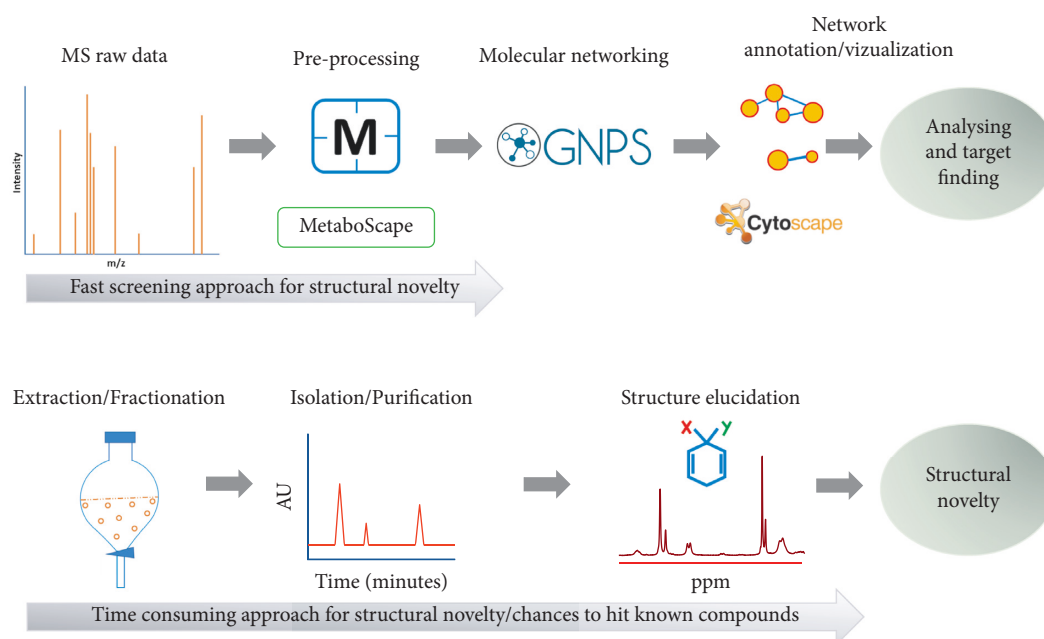 MS raw data
Pre-processing
Molecular networking
Network
annotation/vizualization
Intensity
m/z
M
MetaboScape
GNPS
Cytoscape
Analysing
and target
finding
Fast screening approach for structural novelty
Extraction/Fractionation
Isolation/Purification
Structure elucidation
AU
Time (minutes)
X
Y
ppm
Structural
novelty
Time consuming approach for structural novelty/chances to hit known compounds